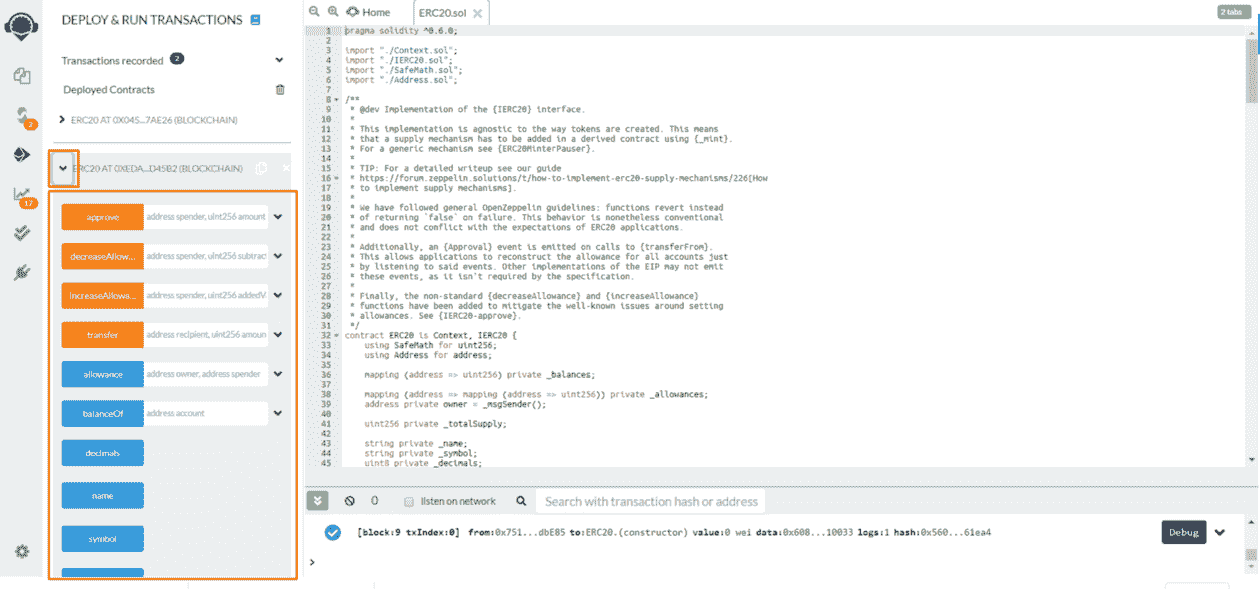 DEPLOY & RUN TRANSACTIONS
Transactions recorded 2
Deployed Contracts
ERC20 AT 0X045...7AE26 (BLOCKCHAIN)
ERC20 AT 0XEDA...D45B2 (BLOCKCHAIN)
approve address spender, uint256 amount
decreaseAllow... address spender, uint256 subtrac
increaseAllowa... address spender, uint256 addedV
transfer address recipient, uint256 amoun
allowance address owner, address spender
balanceOf address account
decimals
name
symbol
2
17
Home
ERC20.sol
2 tabs
1 pragma solidity ^0.6.0;
2
3 import "./Context.sol";
4 import "./IERC20.sol";
5 import "./SafeMath.sol";
6 import "./Address.sol";
7
8 /**
9 * @dev Implementation of the {IERC20} interface.
10 *
11 * This implementation is agnostic to the way tokens are created. This means
12 * that a supply mechanism has to be added in a derived contract using {_mint}.
13 * For a generic mechanism see {ERC20MinterPauser}.
14 *
15 * TIP: For a detailed writeup see our guide
16 * https://forum.zeppelin.solutions/t/how-to-implement-erc20-supply-mechanisms/226[How
17 * to implement supply mechanisms].
18 *
19 * We have followed general OpenZeppelin guidelines: functions revert instead
20 * of returning `false` on failure. This behavior is nonetheless conventional
21 * and does not conflict with the expectations of ERC20 applications.
22 *
23 * Additionally, an {Approval} event is emitted on calls to {transferFrom}.
24 * This allows applications to reconstruct the allowance for all accounts just
25 * by listening to said events. Other implementations of the EIP may not emit
26 * these events, as it isn't required by the specification.
27 *
28 * Finally, the non-standard {decreaseAllowance} and {increaseAllowance}
29 * functions have been added to mitigate the well-known issues around setting
30 * allowances. See {IERC20-approve}.
31 */
32 contract ERC20 is Context, IERC20 {
33 using SafeMath for uint256;
34 using Address for address;
35
36 mapping (address => uint256) private _balances;
37
38 mapping (address => mapping (address => uint256)) private _allowances;
39 address private owner = _msgSender();
40
41 uint256 private _totalSupply;
42
43 string private _name;
44 string private _symbol;
45 uint8 private _decimals;
0 listen on network Search with transaction hash or address
[block:9 txIndex:0] from:0x751...dbE85 to:ERC20.(constructor) value:0 wei data:0x608...10033 logs:1 hash:0x560...61ea4 Debug
>